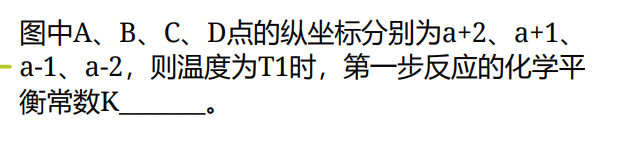 图中A、B、C、D点的纵坐标分别为a+2、a+1、
a-1、a-2，则温度为T1时，第一步反应的化学平
衡常数K_______。